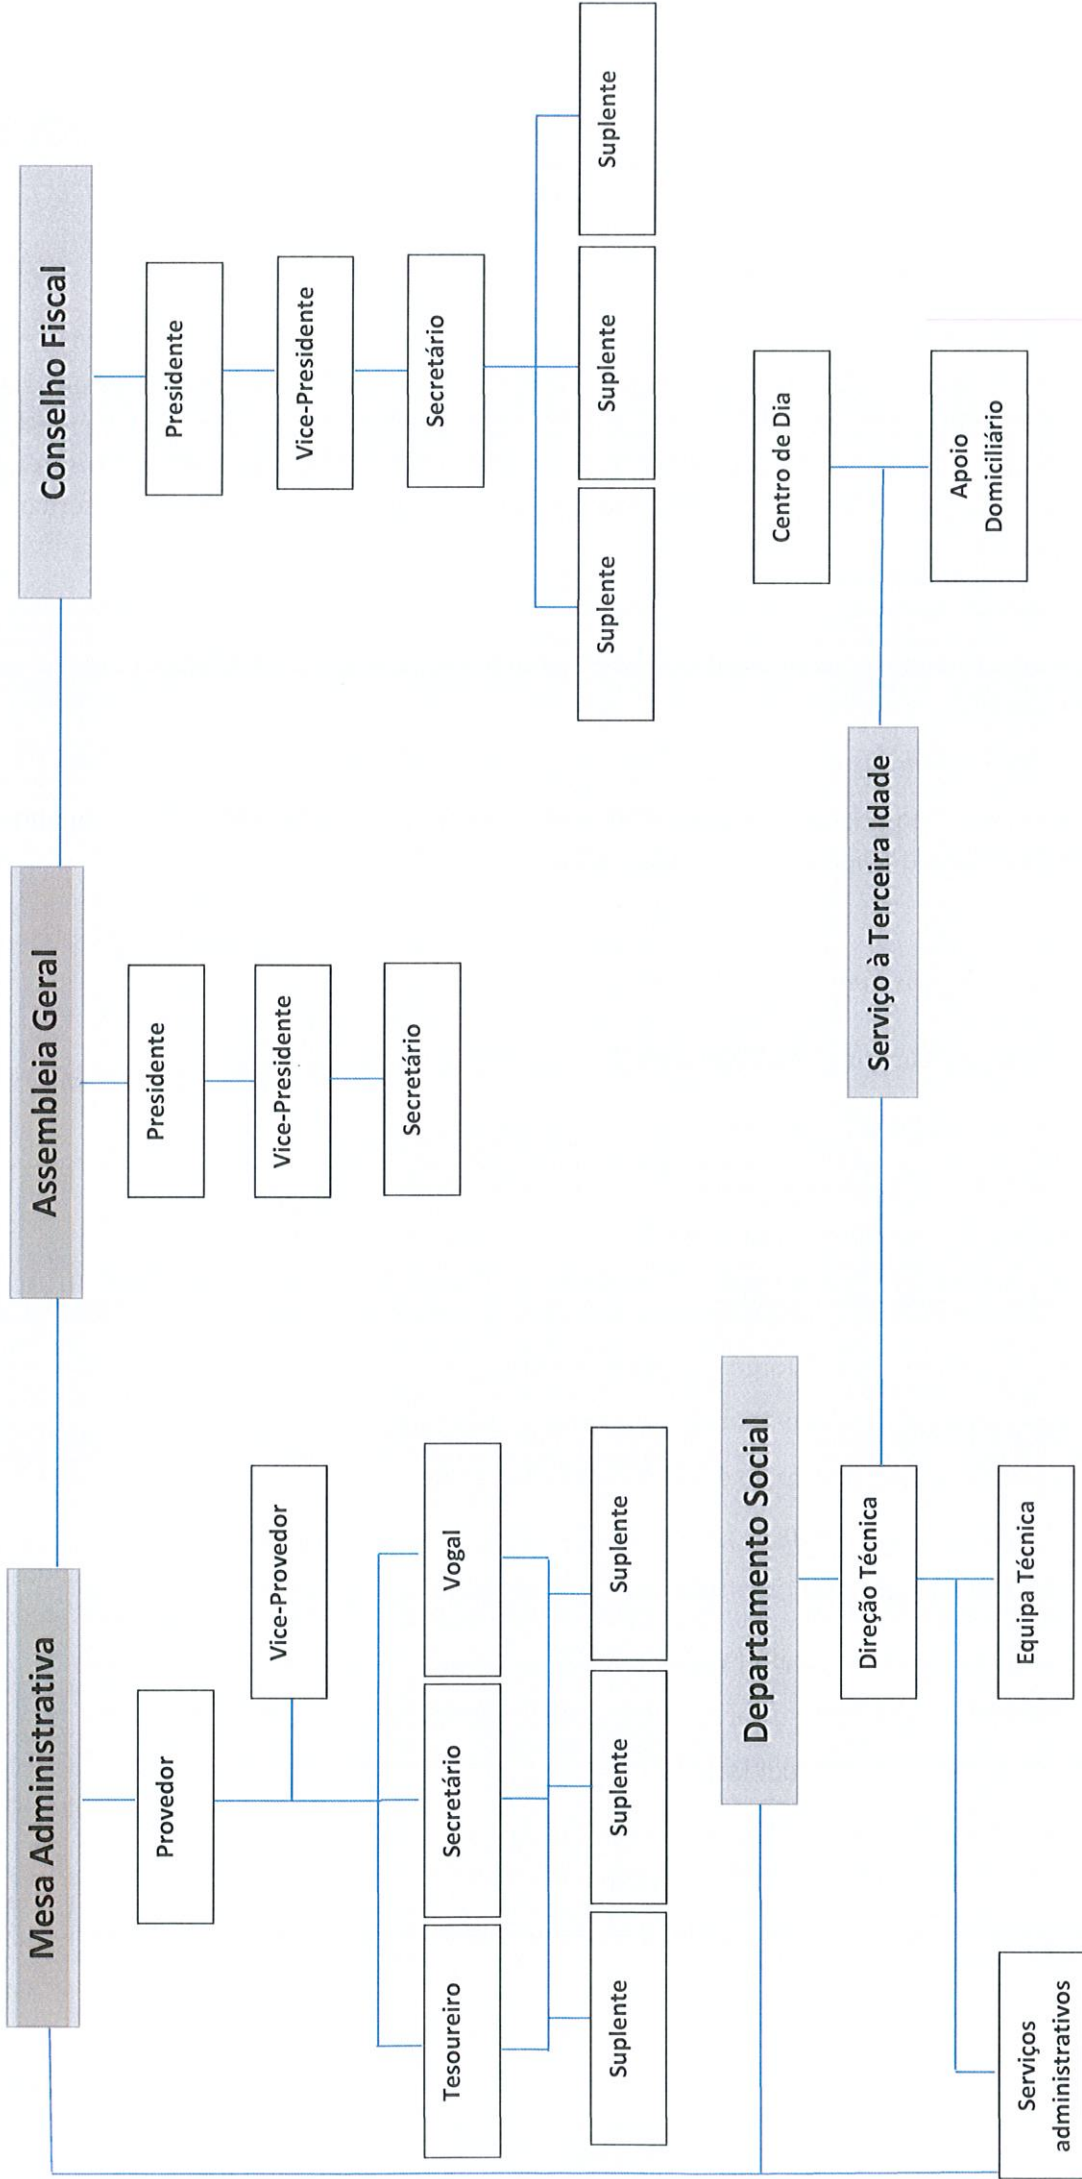 Mesa Administrativa
Assembleia Geral
Conselho Fiscal
Provedor
Vice-Provedor
Tesoureiro
Secretário
Vogal
Suplente
Suplente
Suplente
Presidente
Vice-Presidente
Secretário
Presidente
Vice-Presidente
Secretário
Suplente
Suplente
Suplente
Departamento Social
Direção Técnica
Equipa Técnica
Serviços
administrativos
Serviço à Terceira Idade
Centro de Dia
Apoio
Domiciliário